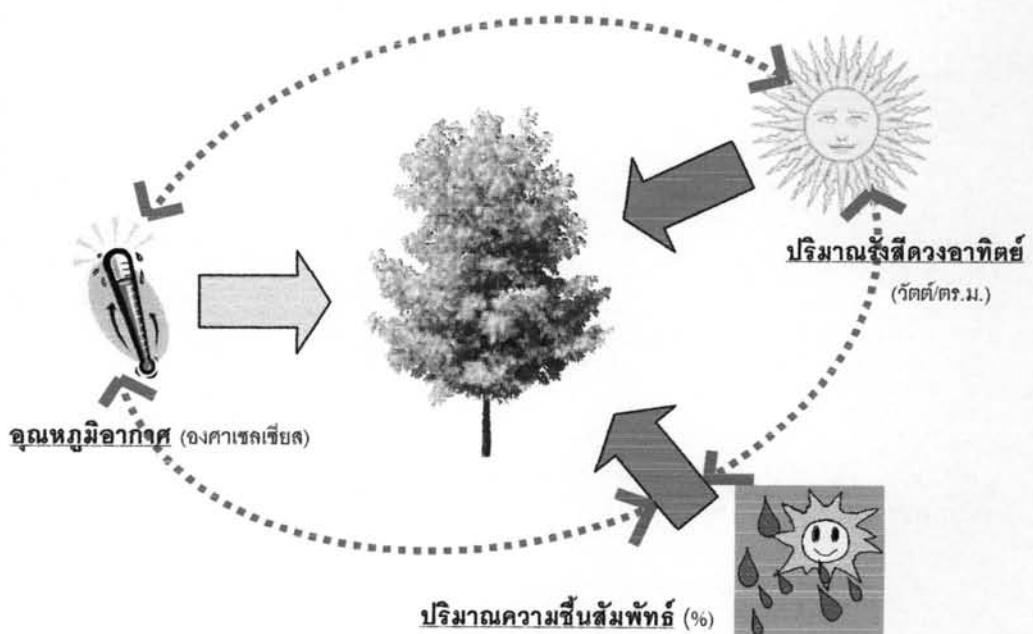 ปริมาณรังสีดวงอาทิตย์
(วัตต์/ตร.ม.)
อุณหภูมิอากาศ (องศาเซลเซียส)
ปริมาณความชื้นสัมพัทธ์ (%)